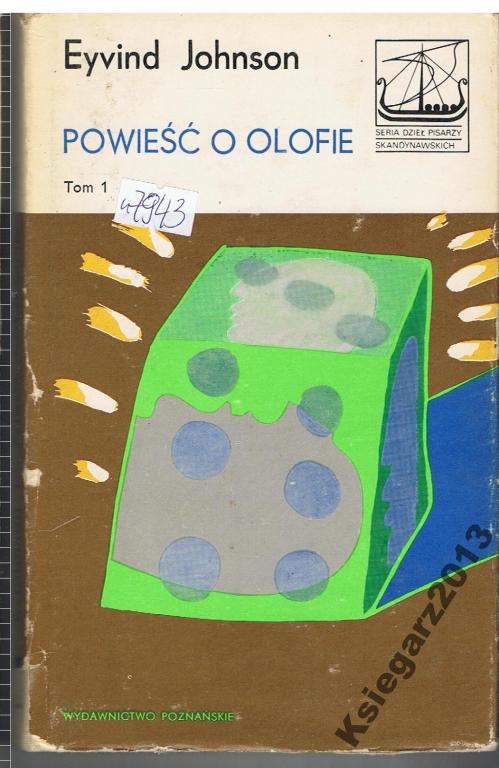 Eyvind Johnson
SERIA DZIEŁ PISARZY
SKANDYNAWSKICH
POWIEŚĆ O OLOFIE
Tom 1
47943
WYDAWNICTWO POZNAŃSKIE
Ksiegarz2013